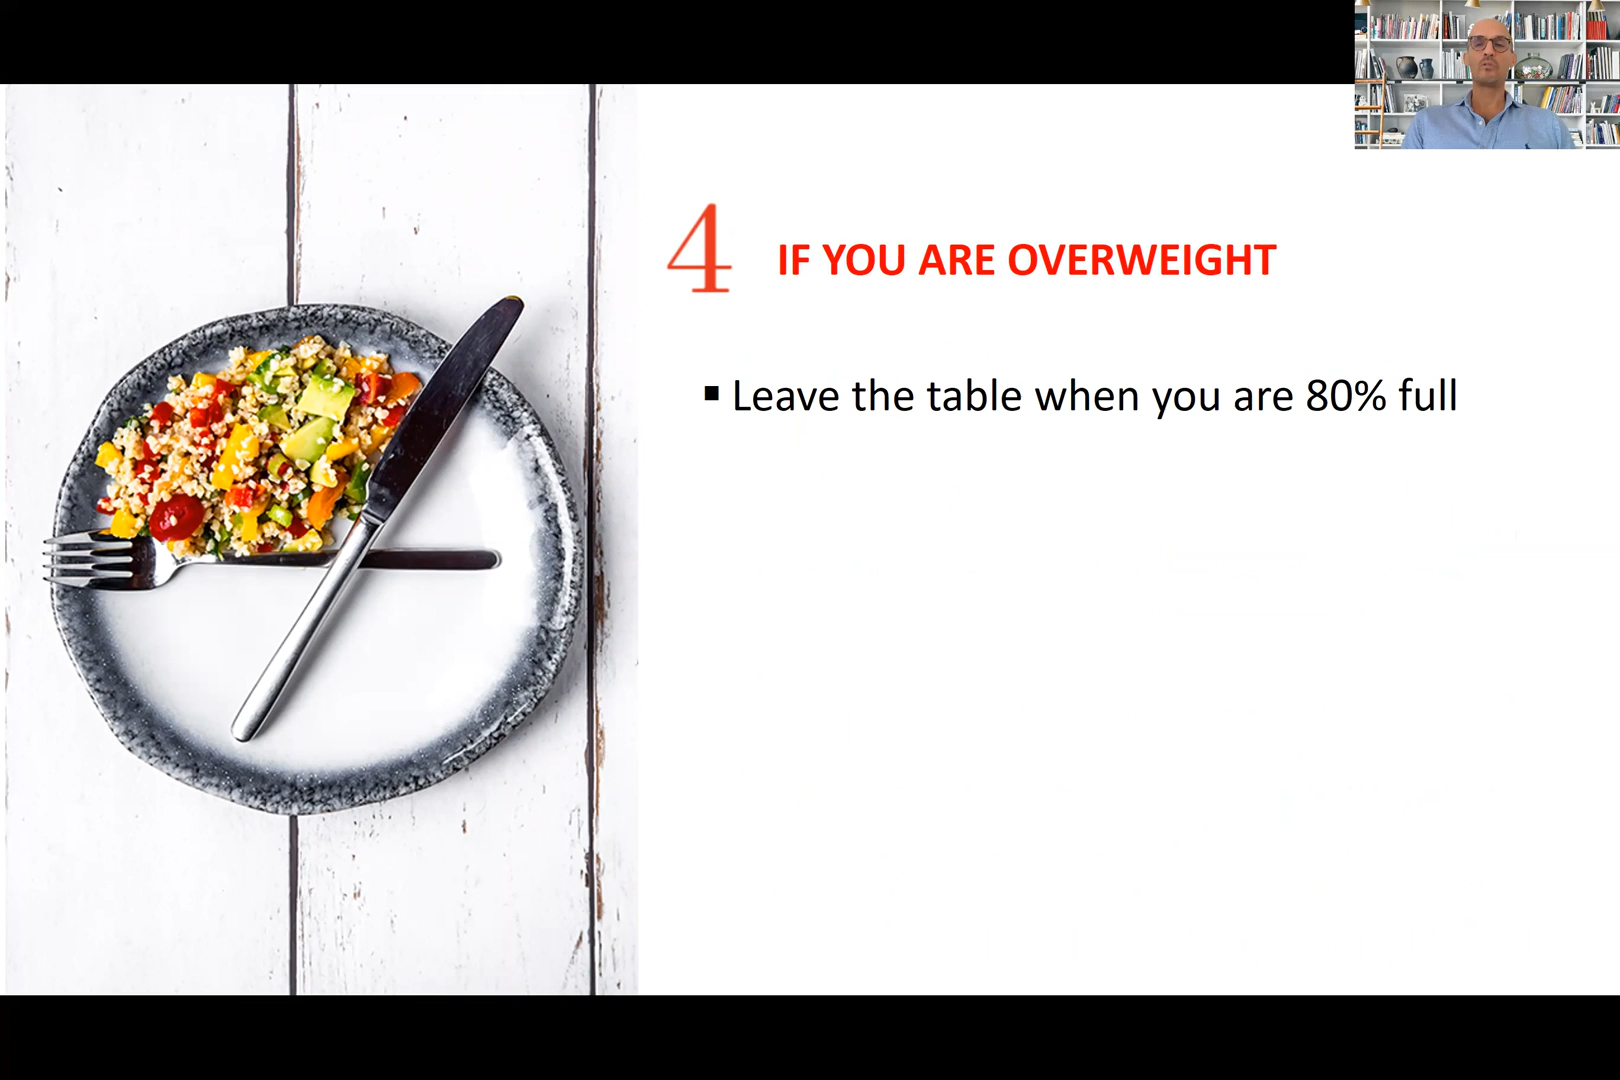 4 IF YOU ARE OVERWEIGHT
▪ Leave the table when you are 80% full